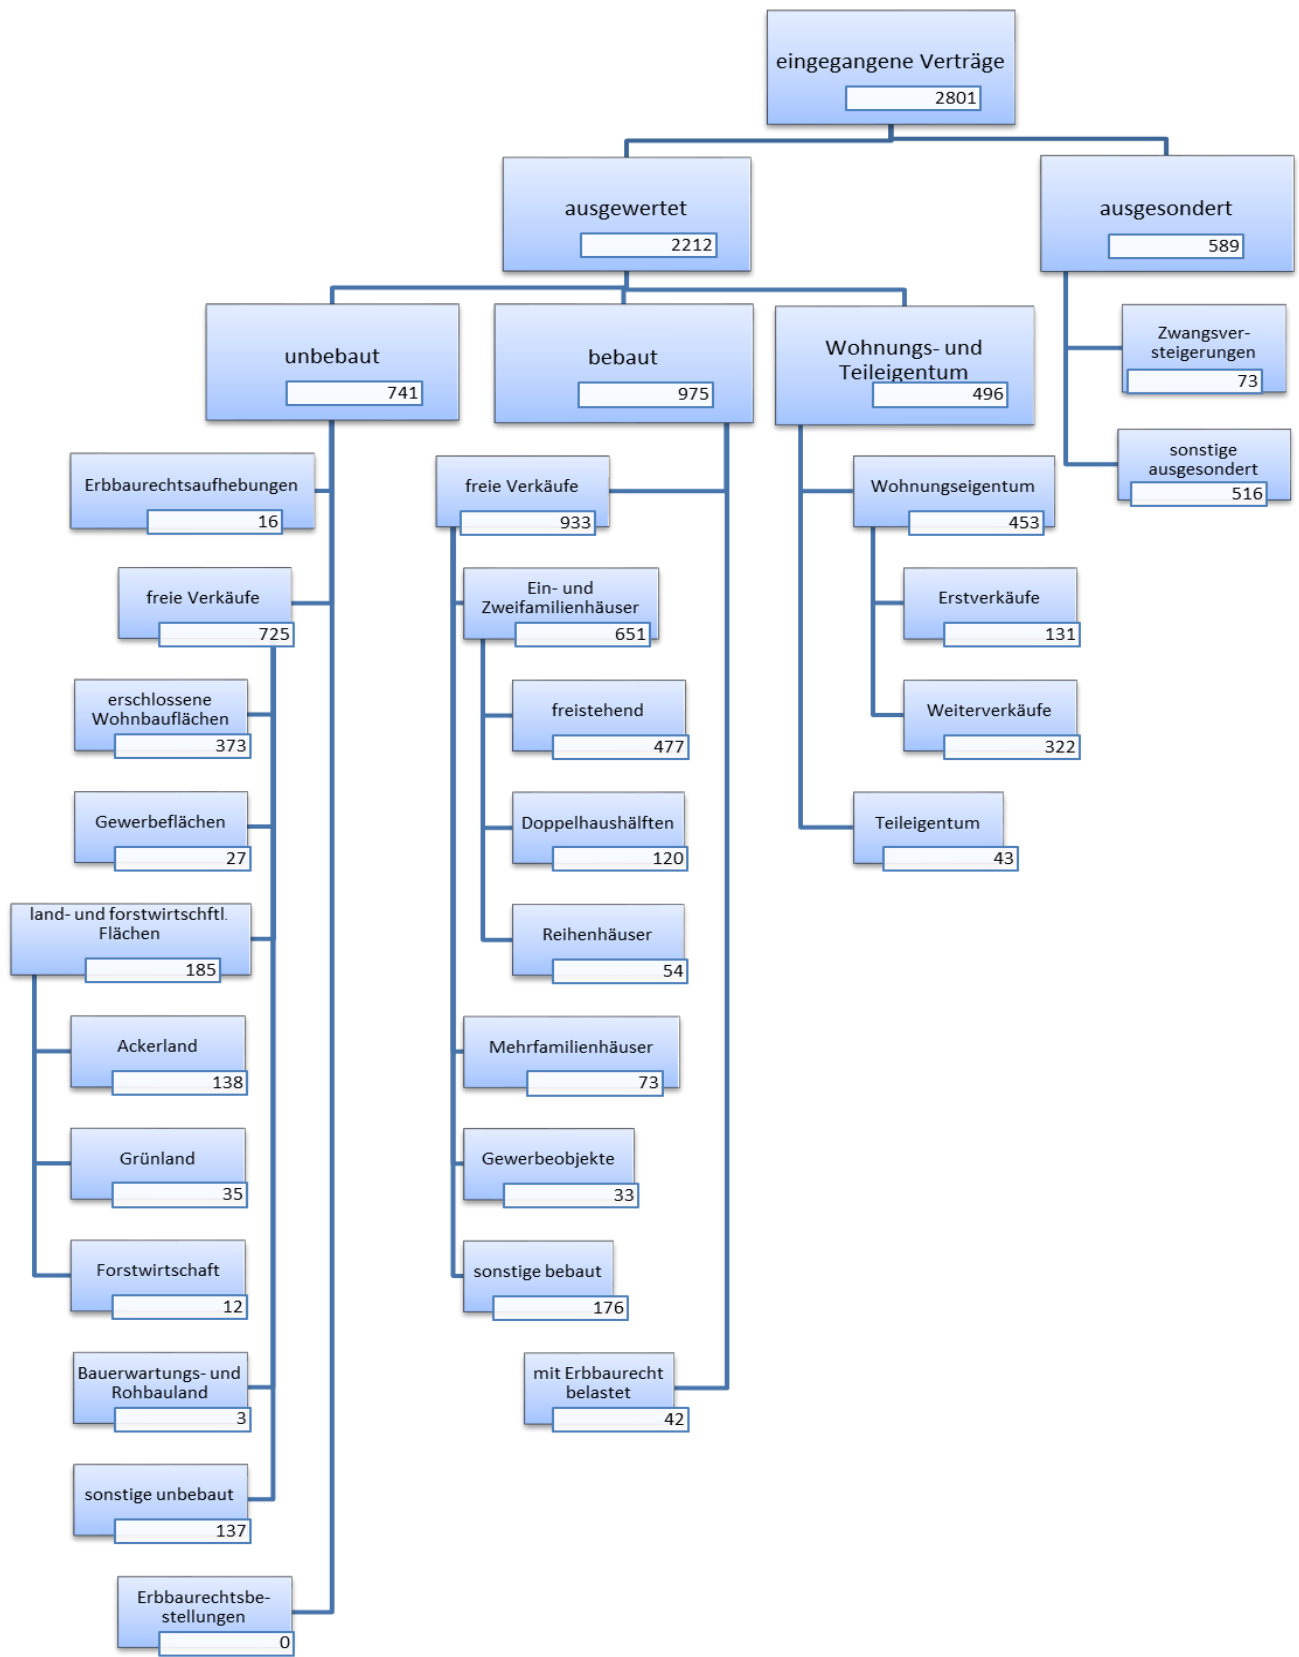 eingegangene Verträge
2801
ausgewertet
2212
ausgesondert
589
unbebaut
741
bebaut
975
Wohnungs- und
Teileigentum
496
Zwangsver-
steigerungen
73
sonstige
ausgesondert
516
Erbbaurechtsaufhebungen
16
freie Verkäufe
725
erschlossene
Wohnbauflächen
373
Gewerbeflächen
27
land- und forstwirtschftl.
Flächen
185
Ackerland
138
Grünland
35
Forstwirtschaft
12
Bauerwartungs- und
Rohbauland
3
sonstige unbebaut
137
Erbbaurechtsbe-
stellungen
0
freie Verkäufe
933
Ein- und
Zweifamilienhäuser
651
freistehend
477
Doppelhaushälften
120
Reihenhäuser
54
Mehrfamilienhäuser
73
Gewerbeobjekte
33
sonstige bebaut
176
mit Erbbaurecht
belastet
42
Wohnungseigentum
453
Erstverkäufe
131
Weiterverkäufe
322
Teileigentum
43